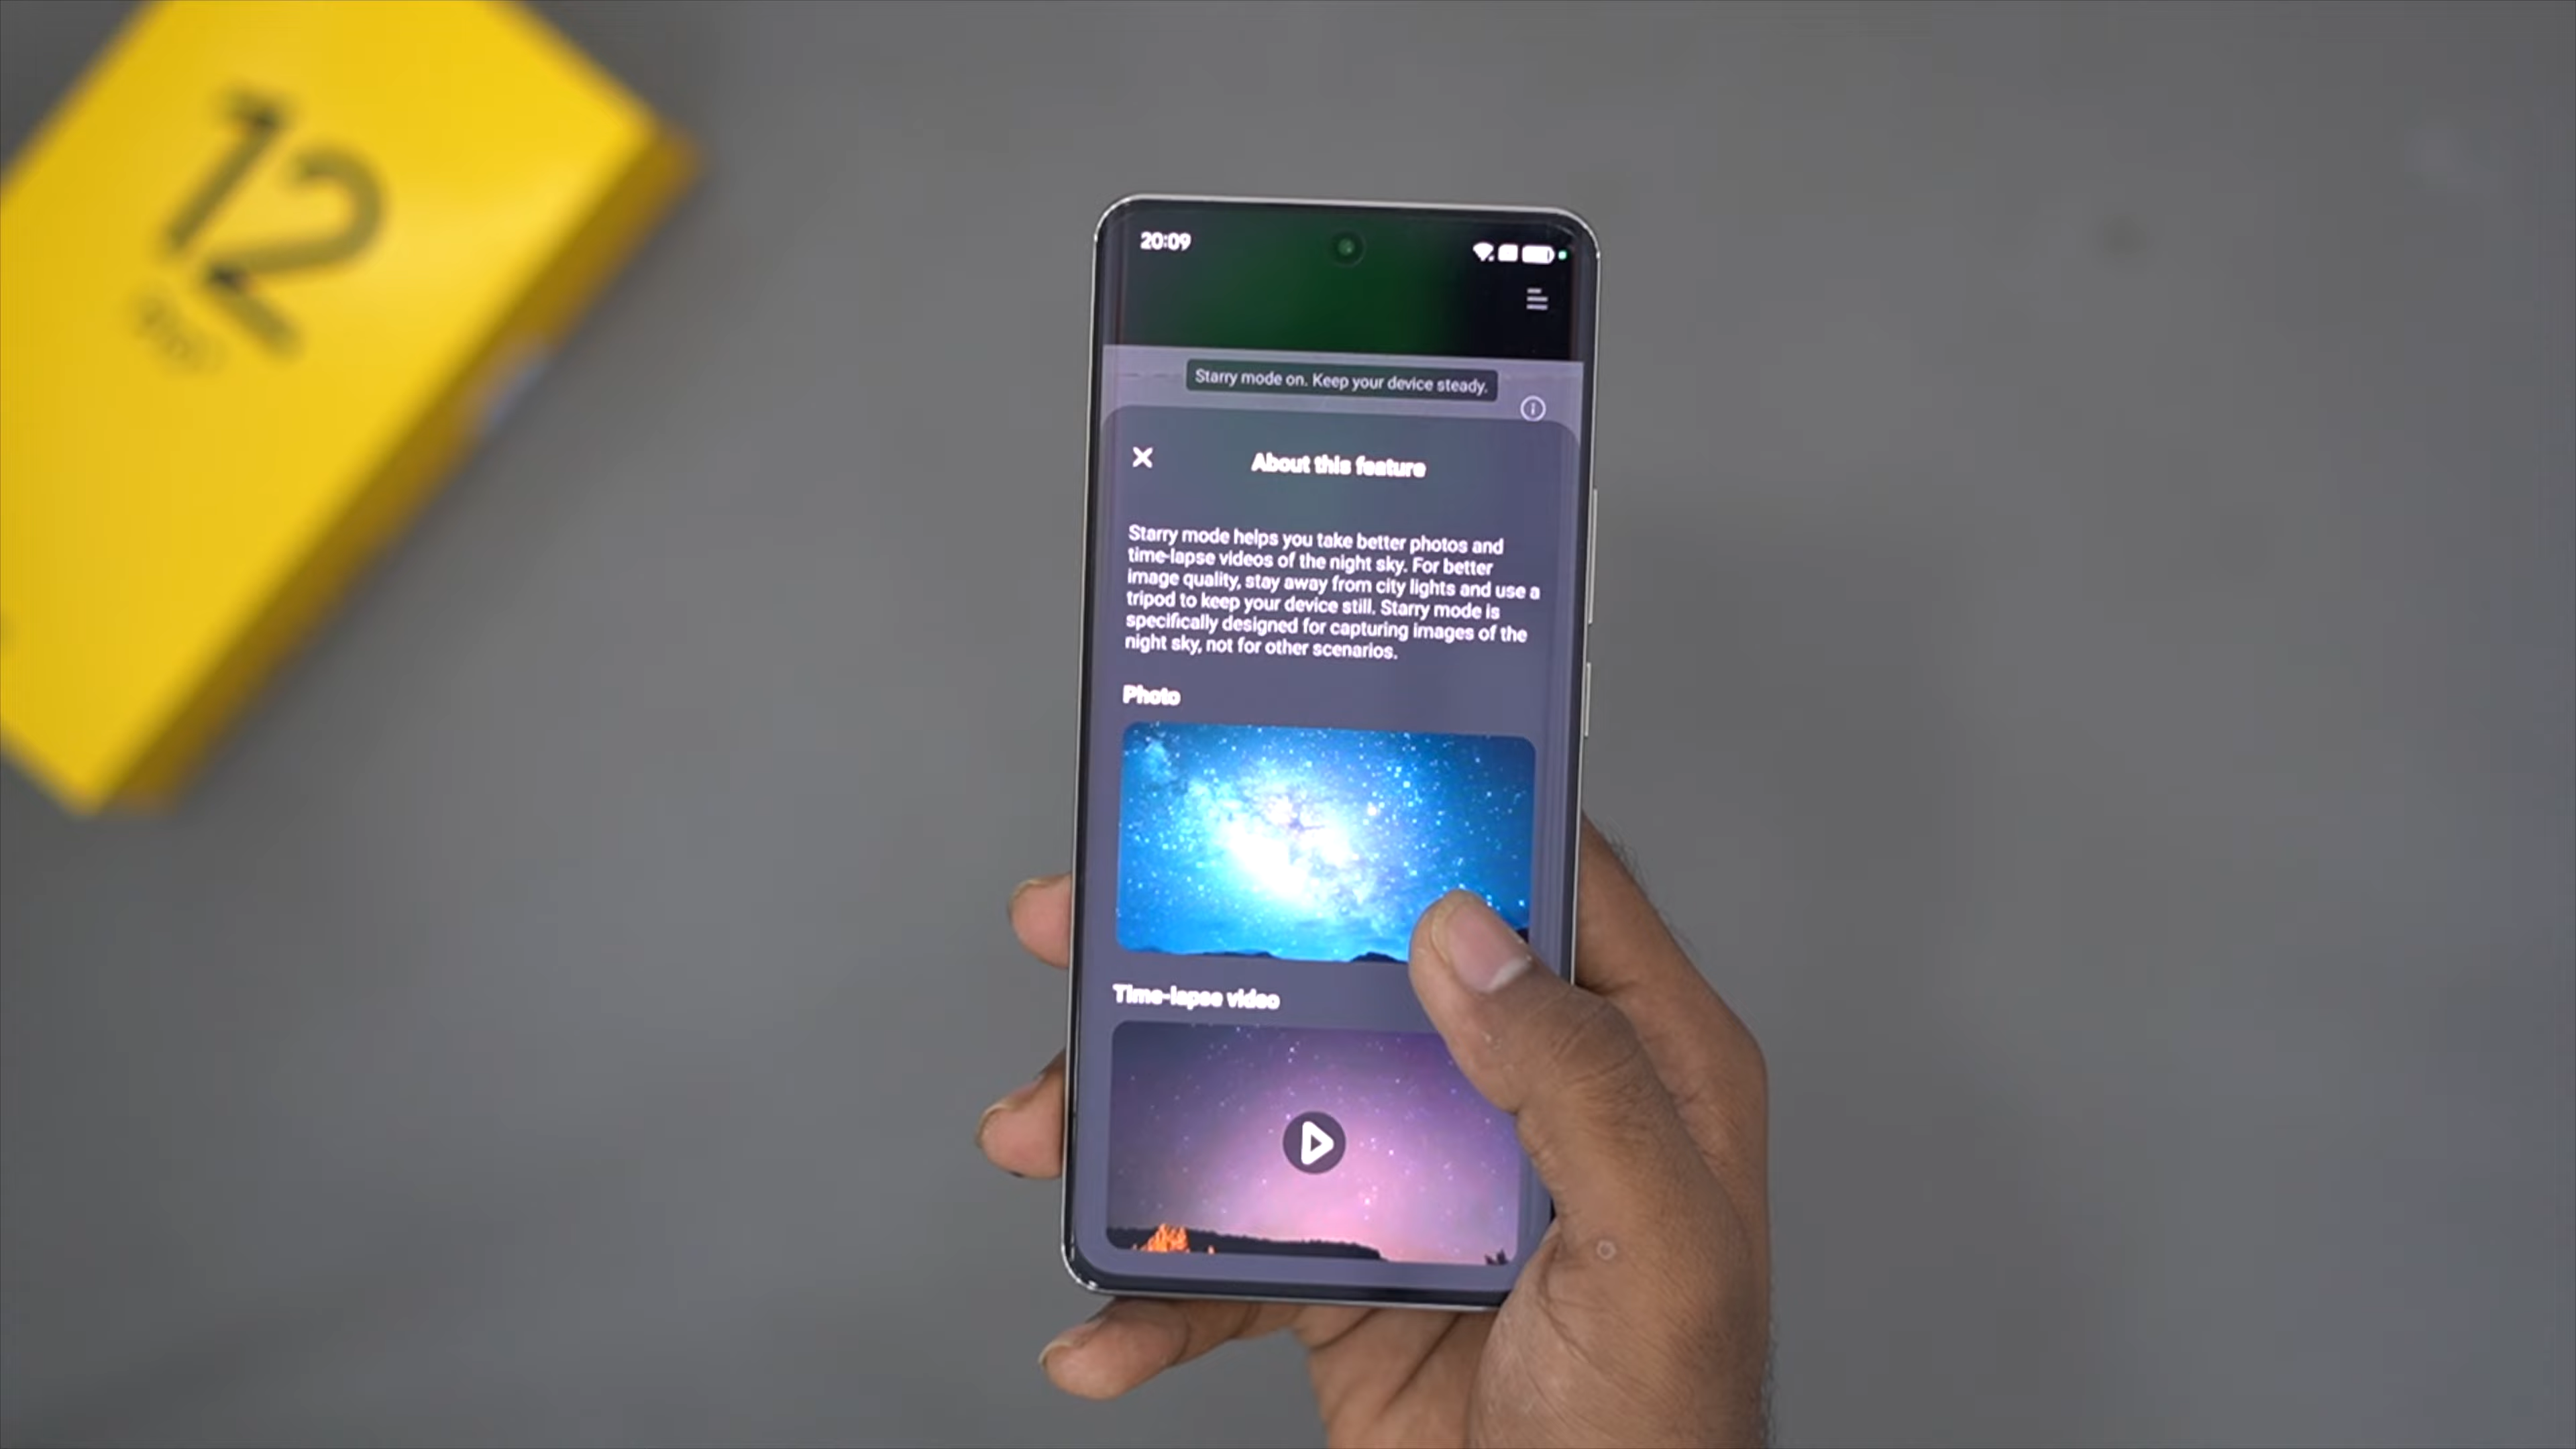 12
20:09
Starry mode on. Keep your device steady.
About this feature
Starry mode helps you take better photos and
time-lapse videos of the night sky. For better
image quality, stay away from city lights and use a
tripod to keep your device still. Starry mode is
specifically designed for capturing images of the
night sky, not for other scenarios.
Photo
Time-lapse video